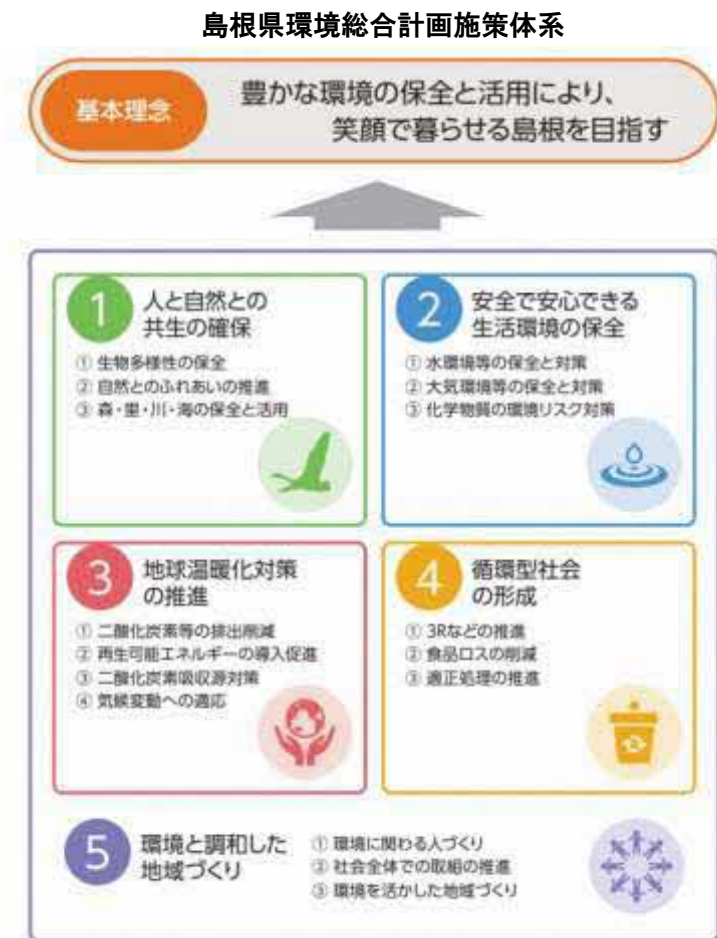 島根県環境総合計画施策体系
基本理念
豊かな環境の保全と活用により、
笑顔で暮らせる島根を目指す
1
人と自然との
共生の確保
① 生物多様性の保全
② 自然とのふれあいの推進
③ 森・里・川・海の保全と活用
2
安全で安心できる
生活環境の保全
① 水環境等の保全と対策
② 大気環境等の保全と対策
③ 化学物質の環境リスク対策
3
地球温暖化対策
の推進
① 二酸化炭素等の排出削減
② 再生可能エネルギーの導入促進
③ 二酸化炭素吸収源対策
④ 気候変動への適応
4
循環型社会
の形成
① 3Rなどの推進
② 食品ロスの削減
③ 適正処理の推進
5
環境と調和した
地域づくり
① 環境に関わる人づくり
② 社会全体での取組の推進
③ 環境を活かした地域づくり